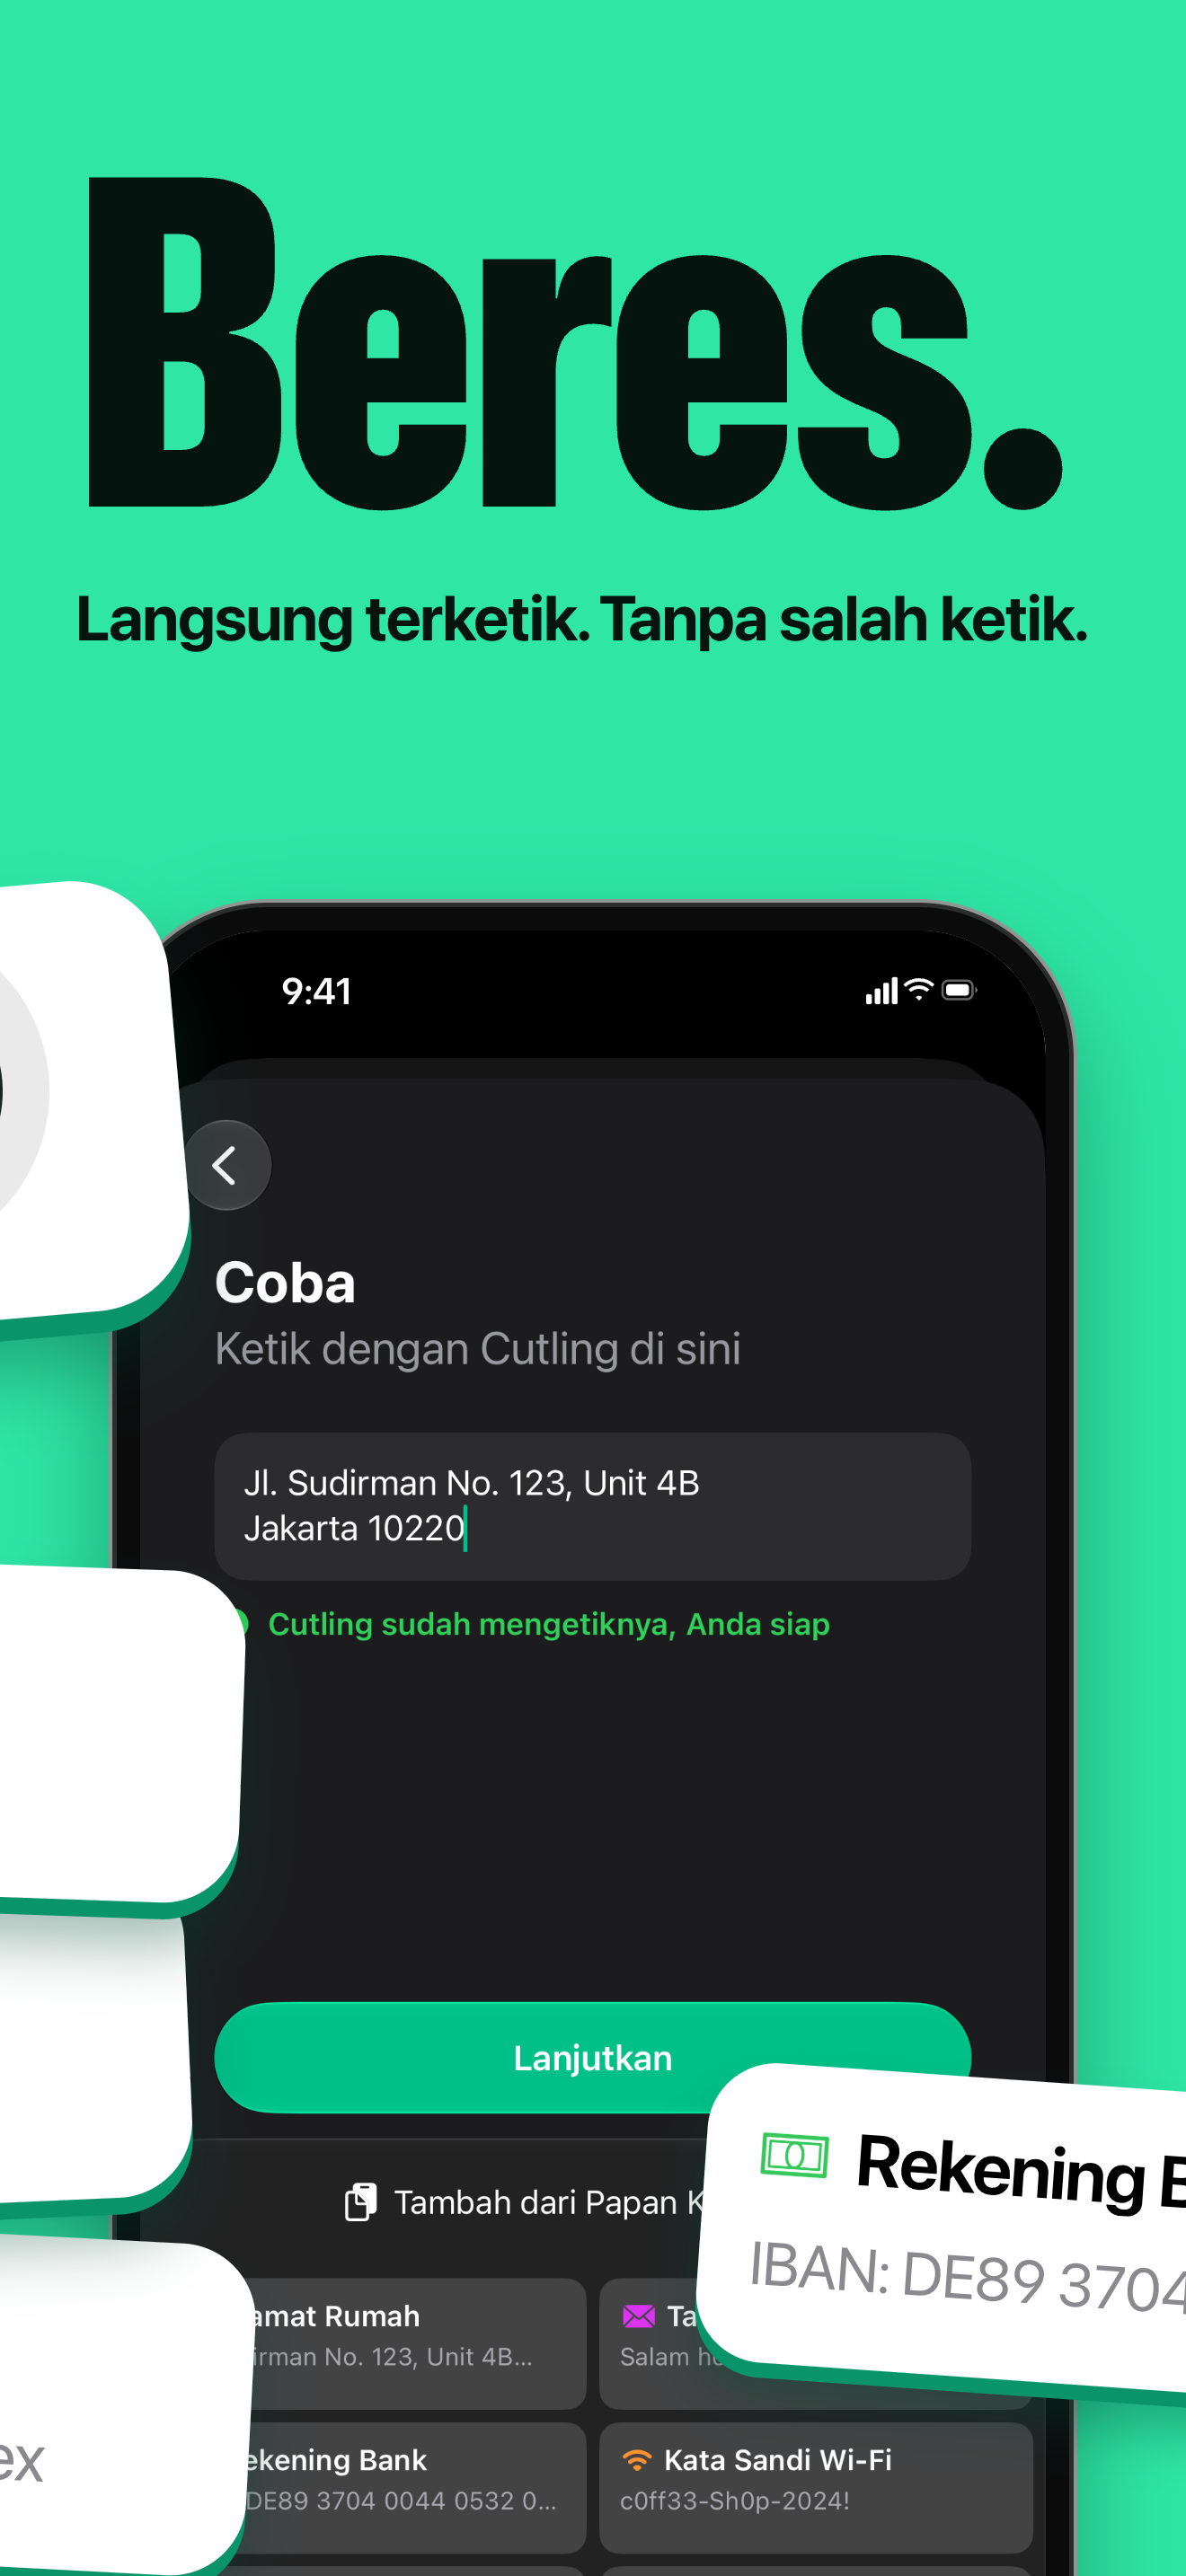 Beres.
Langsung terketik. Tanpa salah ketik.
9:41
Coba
Ketik dengan Cutling di sini
Jl. Sudirman No. 123, Unit 4B
Jakarta 10220
Cutling sudah mengetiknya, Anda siap
Lanjutkan
Tambah dari Papan K
Rekening B
IBAN: DE89 3704
amat Rumah
irman No. 123, Unit 4B...
Ta
Salam h
ekening Bank
DE89 3704 0044 0532 0...
Kata Sandi Wi-Fi
c0ff33-Sh0p-2024!
ex